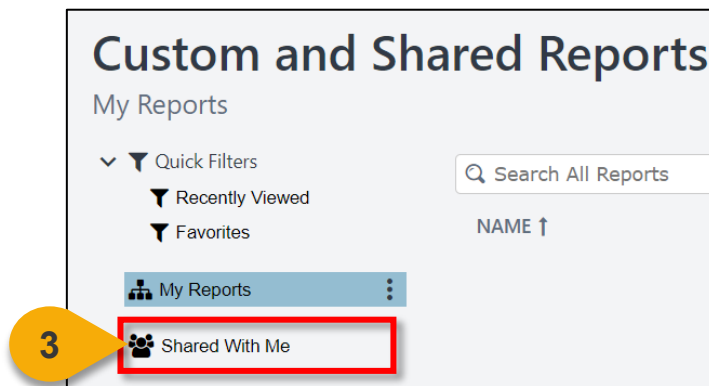 Custom and Shared Reports
My Reports
Quick Filters
Recently Viewed
Favorites
Search All Reports
NAME ↑
My Reports
3
Shared With Me